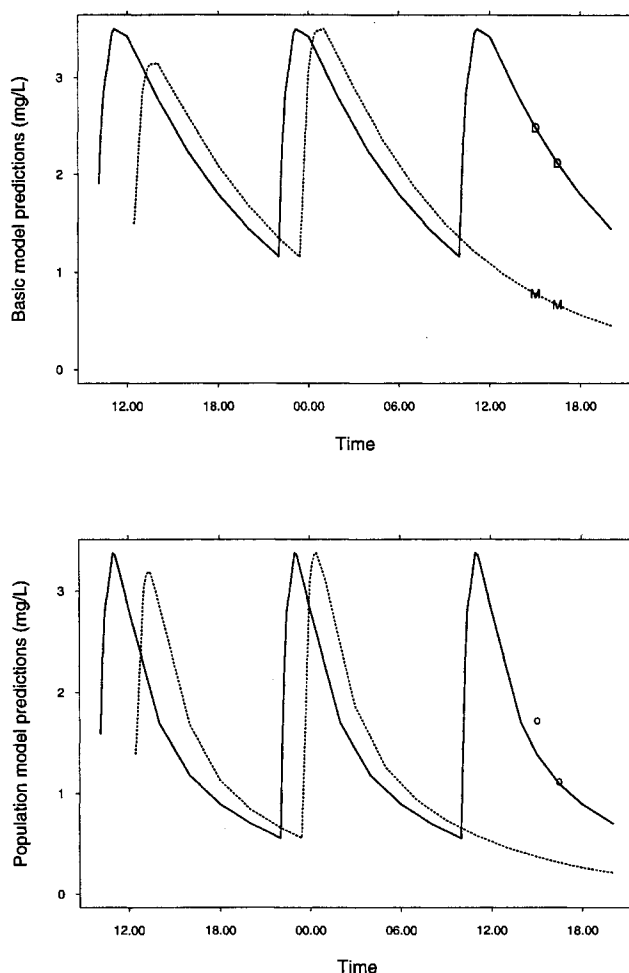 Basic model predictions (mg/L)
3
2
1
0
D
D
M
M
12.00 18.00 00.00 06.00 12.00 18.00
Time
Population model predictions (mg/L)
3
2
1
0
o
o
12.00 18.00 00.00 06.00 12.00 18.00
Time